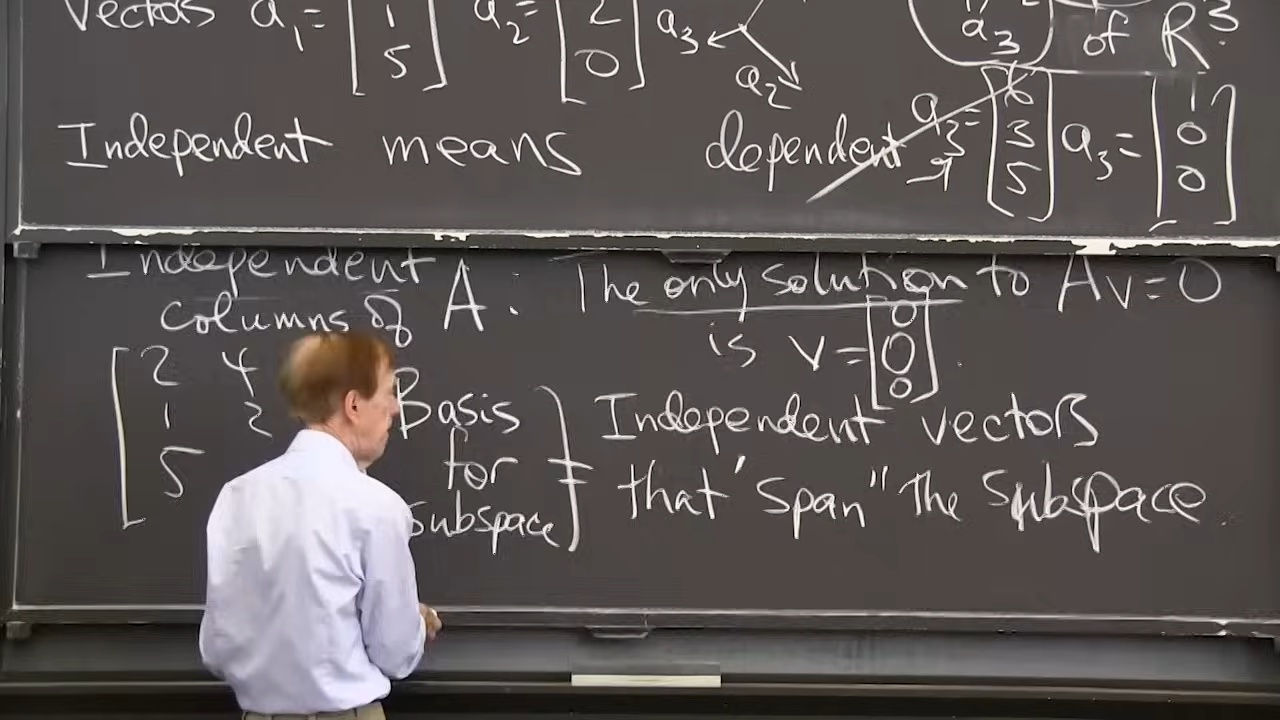 Vectors a₁ = [1 5] a₂ = [2 0] a₃ a₂ a₃ of R³?
Independent means dependent a₃ = [6 3 5] a₃ = [1 0 0]
Independent columns of A: The only solution to Av=0
is v = [0 0 0].
[2 4
1 2
5
Basis for subspace } = Independent vectors
that "span" the subspace